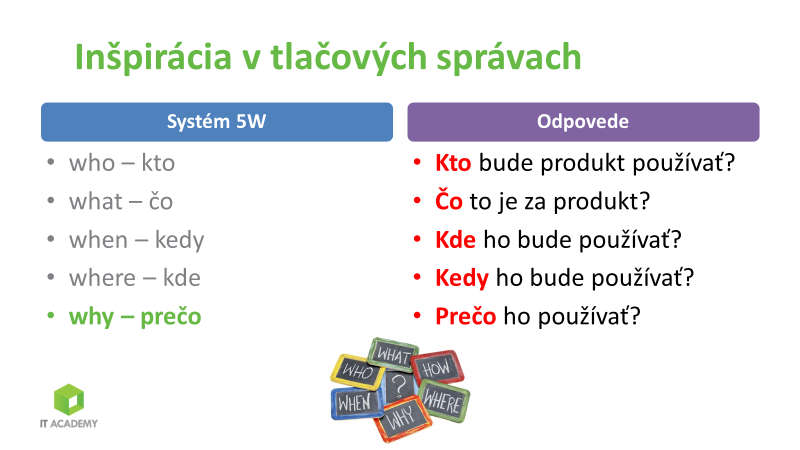 Inšpirácia v tlačových správach
Systém 5W
• who – kto
• what – čo
• when – kedy
• where – kde
• why – prečo
Odpovede
• Kto bude produkt používať?
• Čo to je za produkt?
• Kde ho bude používať?
• Kedy ho bude používať?
• Prečo ho používať?
WHAT
WHO
HOW
?
WHEN
WHERE
WHY
IT ACADEMY